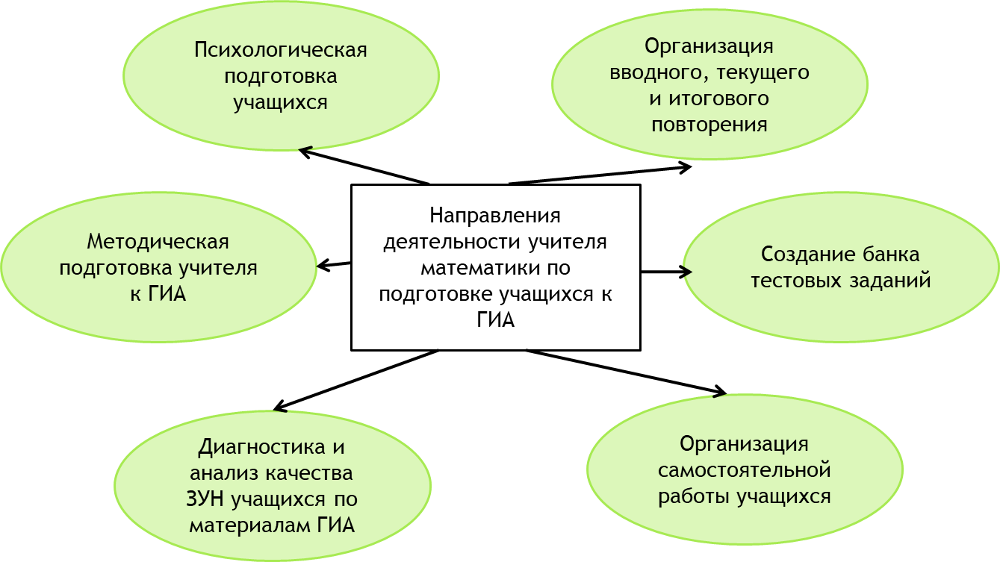 Психологическая
подготовка
учащихся
Организация
вводного, текущего
и итогового
повторения
Направления
деятельности учителя
математики по
подготовке учащихся к
ГИА
Методическая
подготовка учителя
к ГИА
Создание банка
тестовых заданий
Диагностика и
анализ качества
ЗУН учащихся по
материалам ГИА
Организация
самостоятельной
работы учащихся